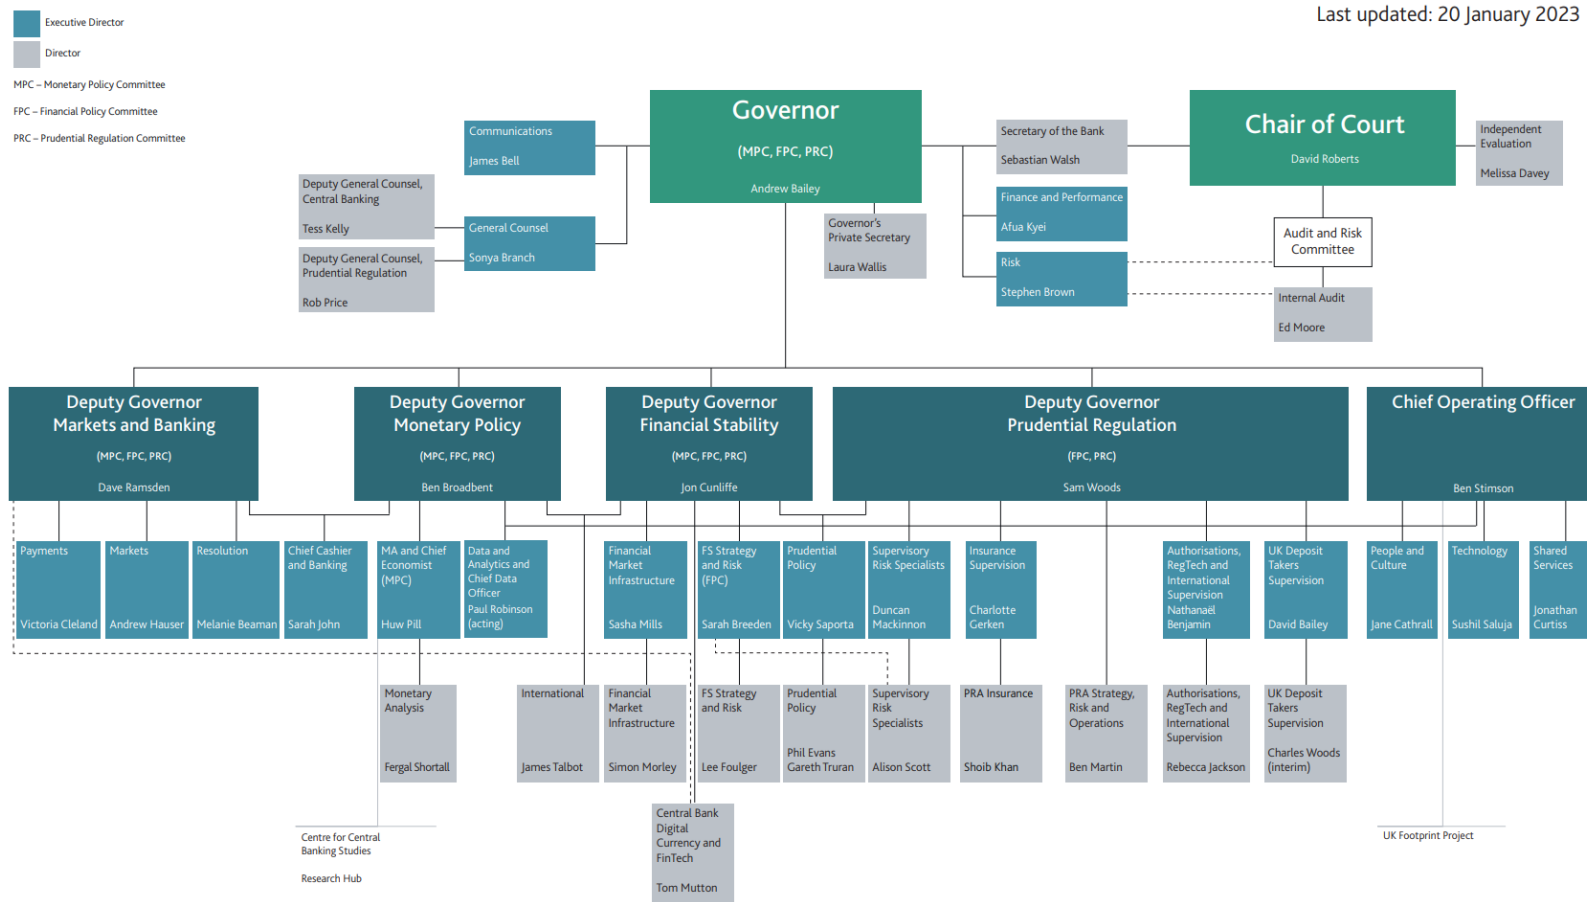 Last updated: 20 January 2023
Executive Director
Director
MPC – Monetary Policy Committee
FPC – Financial Policy Committee
PRC – Prudential Regulation Committee
Governor
(MPC, FPC, PRC)
Andrew Bailey
Chair of Court
David Roberts
Communications
James Bell
Secretary of the Bank
Sebastian Walsh
Independent
Evaluation
Melissa Davey
Deputy General Counsel,
Central Banking
Tess Kelly
General Counsel
Sonya Branch
Deputy General Counsel,
Prudential Regulation
Rob Price
Governor's
Private Secretary
Laura Wallis
Finance and Performance
Afua Kyei
Risk
Stephen Brown
Audit and Risk
Committee
Internal Audit
Ed Moore
Deputy Governor
Markets and Banking
(MPC, FPC, PRC)
Dave Ramsden
Deputy Governor
Monetary Policy
(MPC, FPC, PRC)
Ben Broadbent
Deputy Governor
Financial Stability
(MPC, FPC, PRC)
Jon Cunliffe
Deputy Governor
Prudential Regulation
(FPC, PRC)
Sam Woods
Chief Operating Officer
Ben Stimson
Payments
Victoria Cleland
Markets
Andrew Hauser
Resolution
Melanie Beaman
Chief Cashier
and Banking
Sarah John
MA and Chief
Economist
(MPC)
Huw Pill
Data and
Analytics and
Chief Data
Officer
Paul Robinson
(acting)
Financial
Market
Infrastructure
Sasha Mills
FS Strategy
and Risk
(FPC)
Sarah Breeden
Prudential
Policy
Vicky Saporta
Supervisory
Risk Specialists
Duncan
Mackinnon
Insurance
Supervision
Charlotte
Gerken
Authorisations,
RegTech and
International
Supervision
Nathanaël
Benjamin
UK Deposit
Takers
Supervision
David Bailey
People and
Culture
Jane Cathrall
Technology
Sushil Saluja
Shared
Services
Jonathan
Curtiss
Monetary
Analysis
Fergal Shortall
International
James Talbot
Financial
Market
Infrastructure
Simon Morley
FS Strategy
and Risk
Lee Foulger
Prudential
Policy
Phil Evans
Gareth Truran
Supervisory
Risk
Specialists
Alison Scott
PRA Insurance
Shoib Khan
PRA Strategy,
Risk and
Operations
Ben Martin
Authorisations,
RegTech and
International
Supervision
Rebecca Jackson
UK Deposit
Takers
Supervision
Charles Woods
(interim)
Central Bank
Digital
Currency and
FinTech
Tom Mutton
Centre for Central
Banking Studies
Research Hub
UK Footprint Project